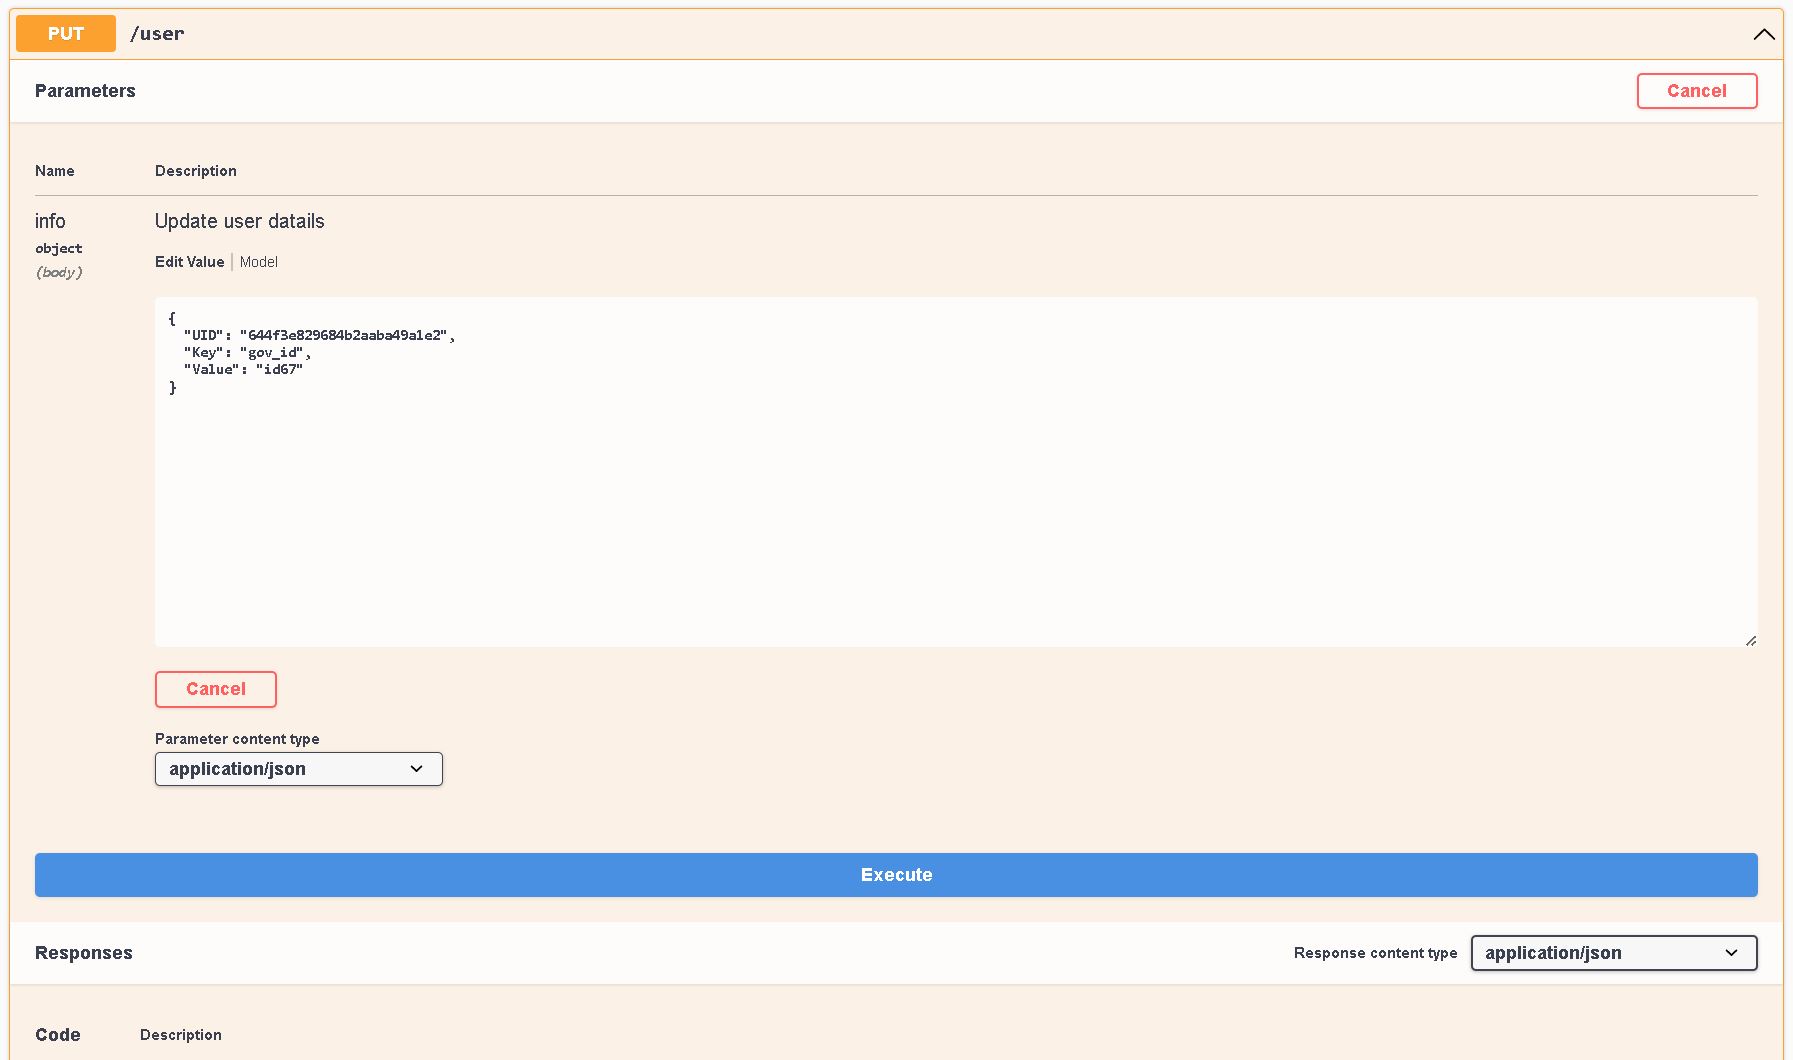 PUT /user
Parameters
Cancel
Name Description
info Update user datails
object
(body)
Edit Value | Model
{
  "UID": "644f3e829684b2aaba49a1e2",
  "Key": "gov_id",
  "Value": "id67"
}
Cancel
Parameter content type
application/json
Execute
Responses Response content type application/json
Code Description